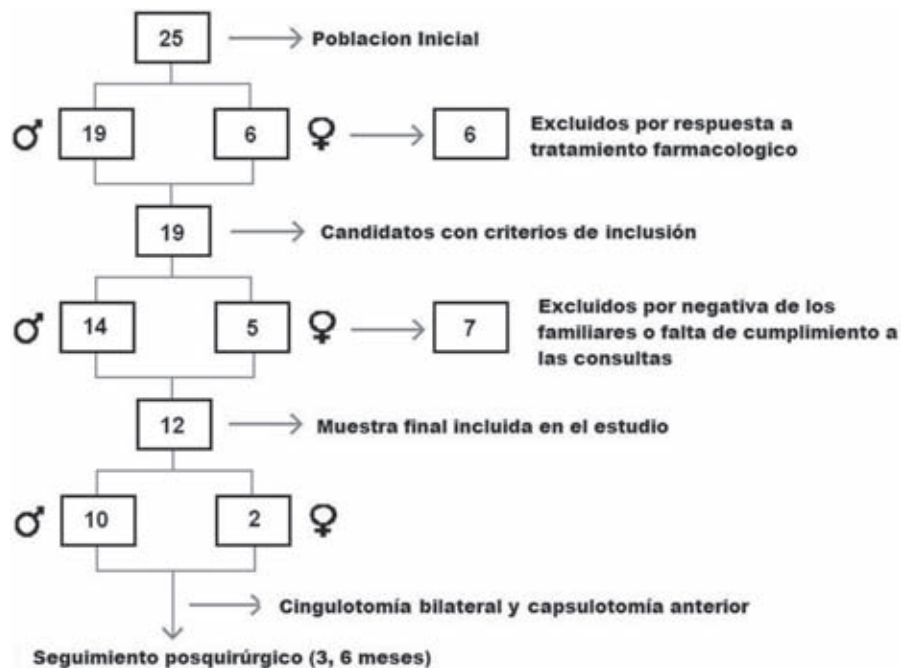 25
Poblacion Inicial
19
6
6
Excluidos por respuesta a
tratamiento farmacologico
19
Candidatos con criterios de inclusión
14
5
7
Excluidos por negativa de los
familiares o falta de cumplimiento a
las consultas
12
Muestra final incluida en el estudio
10
2
Cingulotomía bilateral y capsulotomía anterior
Seguimiento posquirúrgico (3, 6 meses)